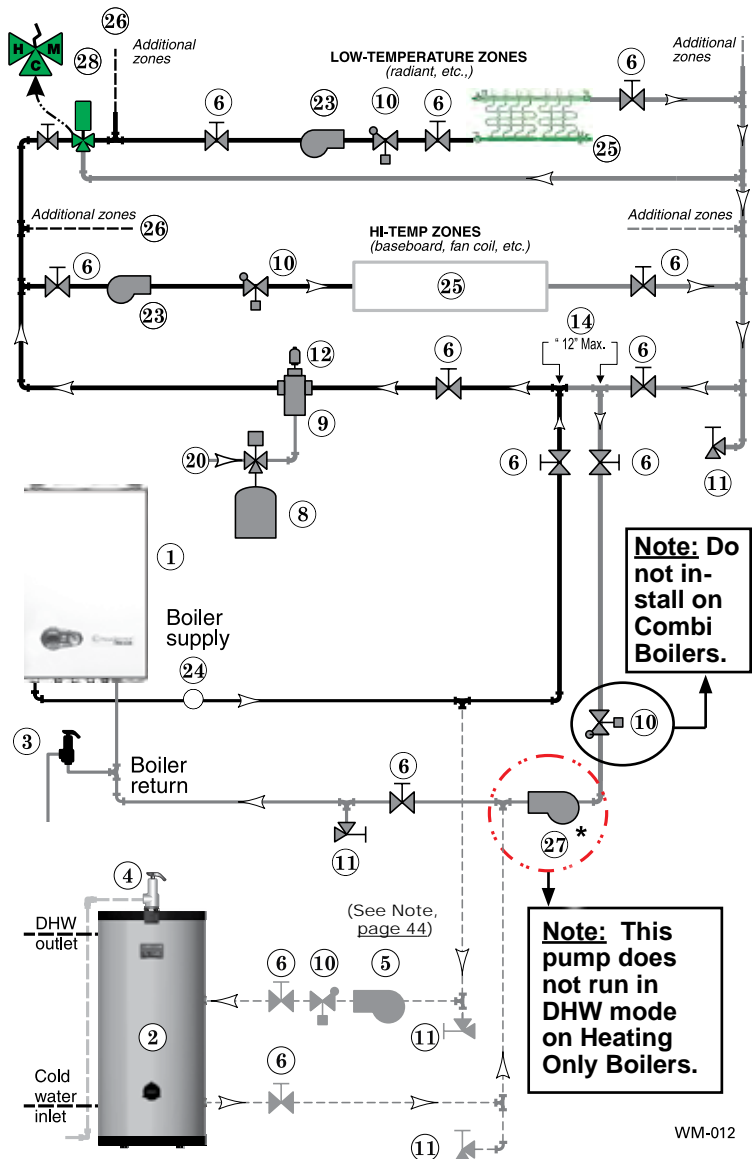 26
H M
C
28
Additional
zones
LOW-TEMPERATURE ZONES
(radiant, etc.,)
Additional
zones
6
6
23
10
6
25
Additional zones
26
HI-TEMP ZONES
(baseboard, fan coil, etc.)
Additional zones
6
10
6
25
23
14
" 12" Max.
12
6
6
9
20
6
6
11
8
1
Note: Do
not in-
stall on
Combi
Boilers.
Boiler
supply
24
3
10
Boiler
return
6
11
27 *
4
(See Note,
page 44)
DHW
outlet
6
10
5
Note: This
pump does
not run in
DHW mode
on Heating
Only Boilers.
2
11
6
Cold
water
inlet
11
WM-012